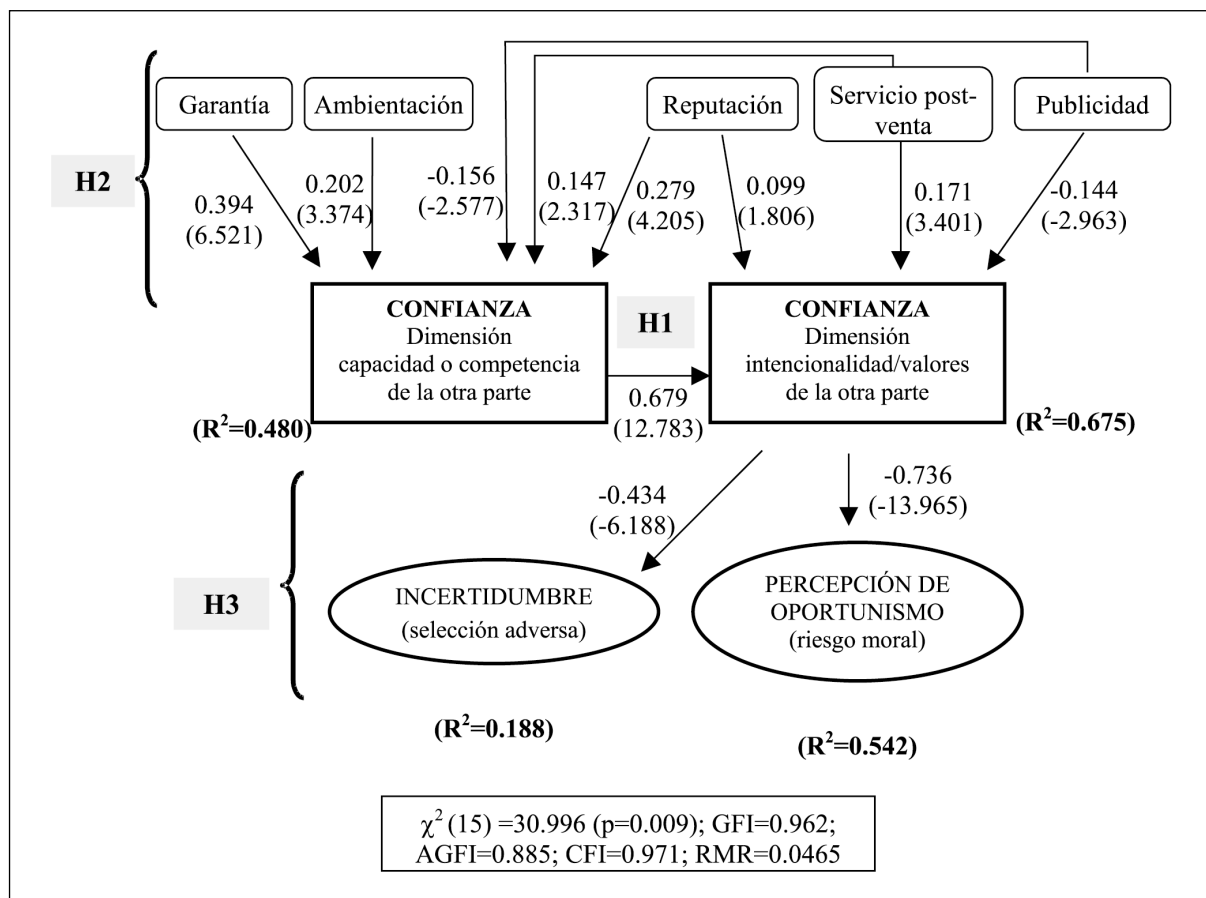 Garantía
Ambientación
Reputación
Servicio post-
venta
Publicidad
H2
0.394
(6.521)
0.202
(3.374)
-0.156
(-2.577)
0.147
(2.317)
0.279
(4.205)
0.099
(1.806)
0.171
(3.401)
-0.144
(-2.963)
CONFIANZA
Dimensión
capacidad o competencia
de la otra parte
H1
CONFIANZA
Dimensión
intencionalidad/valores
de la otra parte
0.679
(12.783)
(R²=0.480)
(R²=0.675)
-0.434
(-6.188)
-0.736
(-13.965)
H3
INCERTIDUMBRE
(selección adversa)
PERCEPCIÓN DE
OPORTUNISMO
(riesgo moral)
(R²=0.188)
(R²=0.542)
χ² (15) =30.996 (p=0.009); GFI=0.962;
AGFI=0.885; CFI=0.971; RMR=0.0465